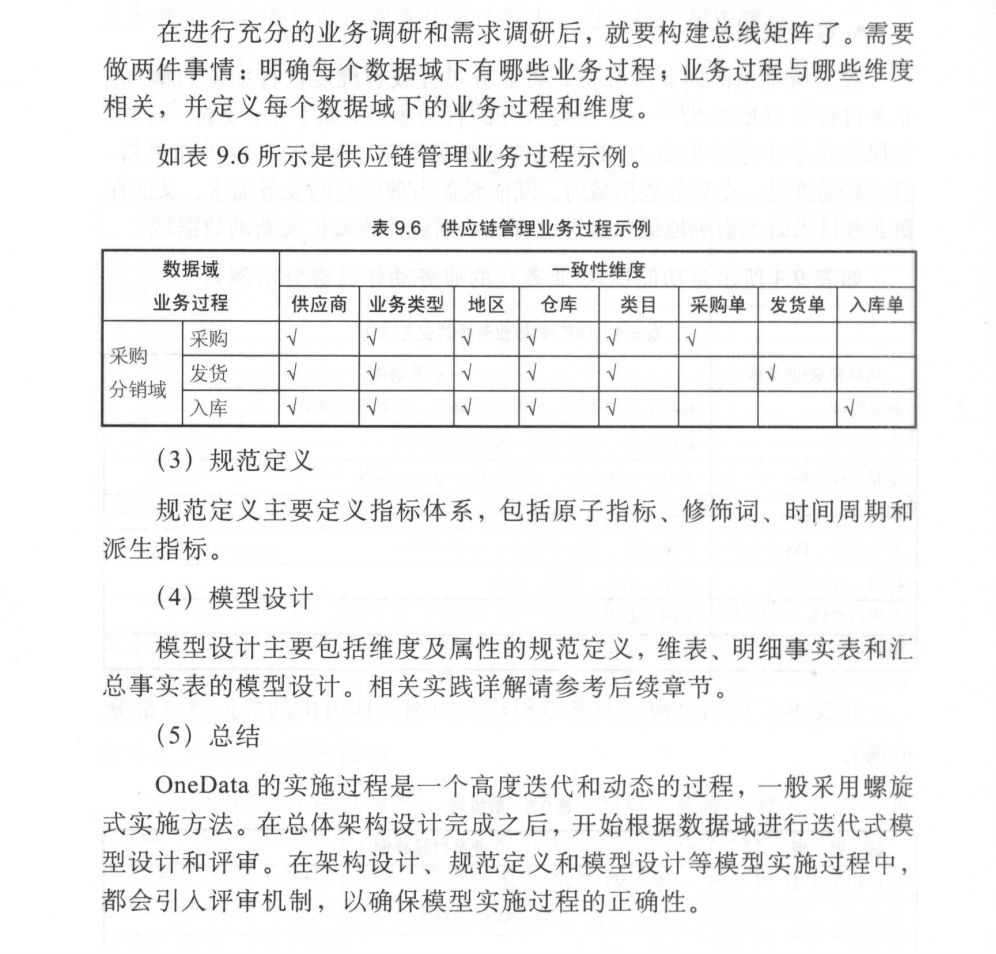 在进行充分的业务调研和需求调研后，就要构建总线矩阵了。需要
做两件事情：明确每个数据域下有哪些业务过程；业务过程与哪些维度
相关，并定义每个数据域下的业务过程和维度。
如表 9.6 所示是供应链管理业务过程示例。
表 9.6 供应链管理业务过程示例
数据域 一致性维度
业务过程 供应商 业务类型 地区 仓库 类目 采购单 发货单 入库单
采购分销域 采购 √ √ √ √ √ √
发货 √ √ √ √ √ √
入库 √ √ √ √ √ √
（3）规范定义
规范定义主要定义指标体系，包括原子指标、修饰词、时间周期和
派生指标。
（4）模型设计
模型设计主要包括维度及属性的规范定义，维表、明细事实表和汇
总事实表的模型设计。相关实践详解请参考后续章节。
（5）总结
OneData 的实施过程是一个高度迭代和动态的过程，一般采用螺旋
式实施方法。在总体架构设计完成之后，开始根据数据域进行迭代式模
型设计和评审。在架构设计、规范定义和模型设计等模型实施过程中，
都会引入评审机制，以确保模型实施过程的正确性。